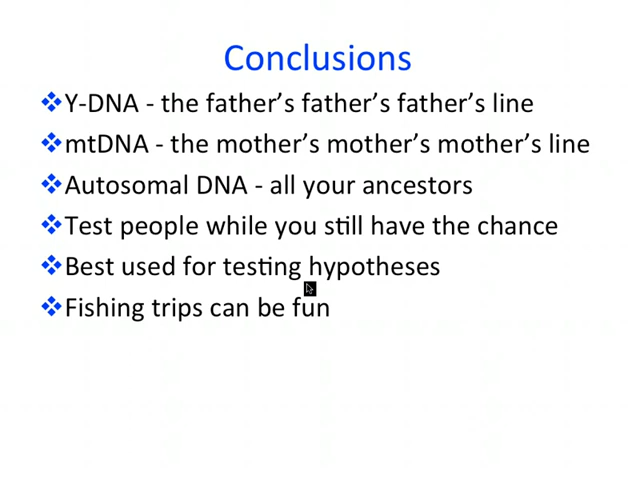 Conclusions
Y-DNA - the father’s father’s father’s line
mtDNA - the mother’s mother’s mother’s line
Autosomal DNA - all your ancestors
Test people while you still have the chance
Best used for testing hypotheses
Fishing trips can be fun